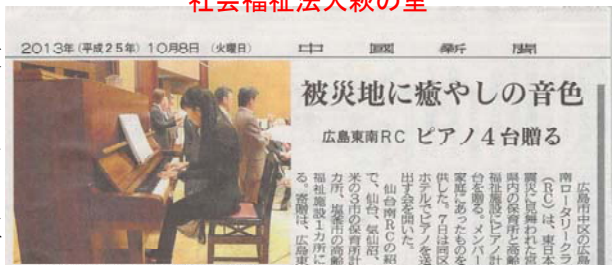 社会福祉法人萩の里
2013年(平成25年)10月8日(火曜日)
中國新聞
被災地に癒やしの音色
広島東南RC ピアノ4台贈る
広島市中区の広島
南ロータリークラ
(RC)は、東日本
震災に見舞われた宮
県内の保育所と高齢
福祉施設にピアノ計
台を贈る。メンバー
家庭にあったものを
供した。7日は同区
ホテルでピアノを送
出す会を開いた。
仙台南RCの紹
で、仙台、気仙沼、
米の3市の保育所計
カ所、塩釜市の高齢
福祉施設1カ所に
る。寄贈は、広島東